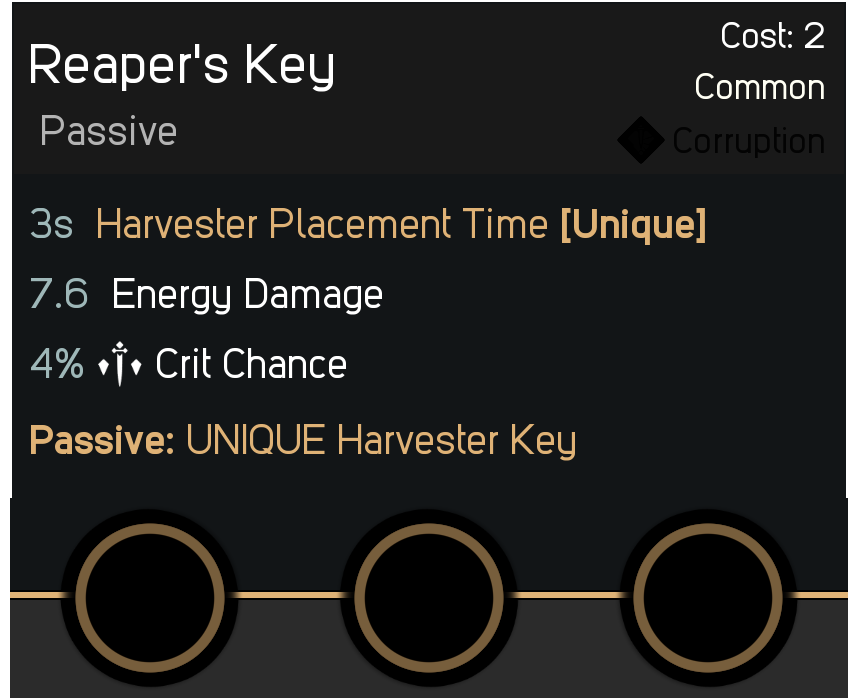 Reaper's Key
Cost: 2
Common
Passive
Corruption
3s Harvester Placement Time [Unique]
7.6 Energy Damage
4% Crit Chance
Passive: UNIQUE Harvester Key